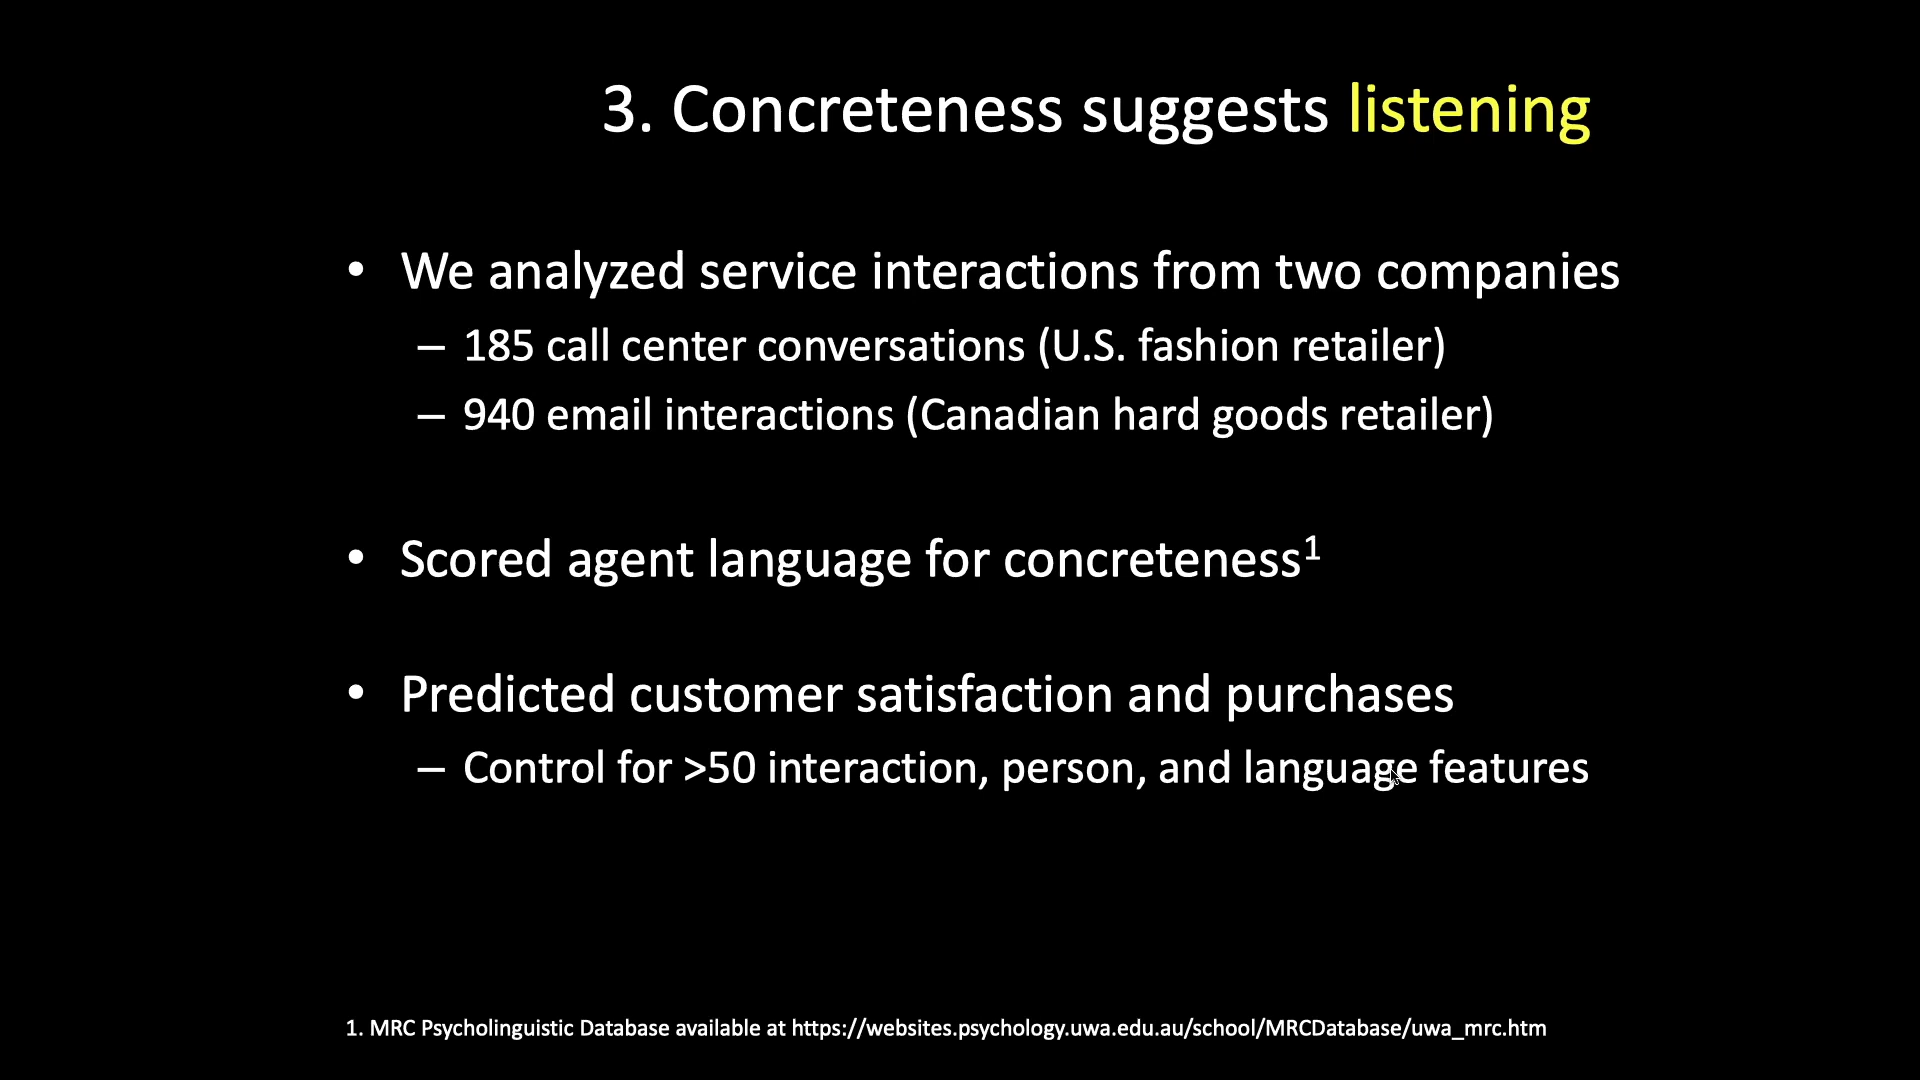 3. Concreteness suggests listening
• We analyzed service interactions from two companies
– 185 call center conversations (U.S. fashion retailer)
– 940 email interactions (Canadian hard goods retailer)
• Scored agent language for concreteness¹
• Predicted customer satisfaction and purchases
– Control for >50 interaction, person, and language features
1. MRC Psycholinguistic Database available at https://websites.psychology.uwa.edu.au/school/MRCDatabase/uwa_mrc.htm